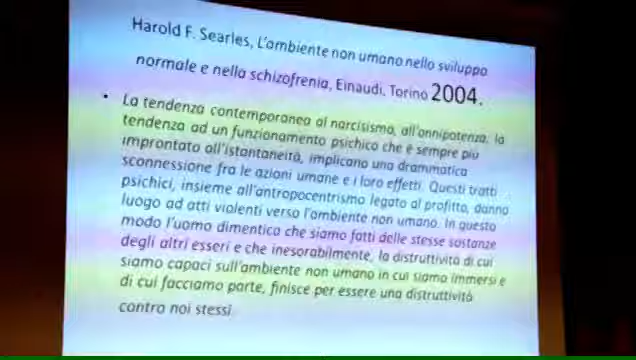 Harold F. Searles, L'ambiente non umano nello sviluppo
normale e nella schizofrenia, Einaudi, Torino 2004.
• La tendenza contemporanea al narcisismo, all'onnipotenza, la
tendenza ad un funzionamento psichico che è sempre più
improntato all'istantaneità, implicano una drammatica
sconnessione fra le azioni umane e i loro effetti. Questi tratti
psichici, insieme all'antropocentrismo legato al profitto, danno
luogo ad atti violenti verso l'ambiente non umano. In questo
modo l'uomo dimentica che siamo fatti delle stesse sostanze
degli altri esseri e che inesorabilmente, la distruttività di cui
siamo capaci sull'ambiente non umano in cui siamo immersi e
di cui facciamo parte, finisce per essere una distruttività
contro noi stessi.